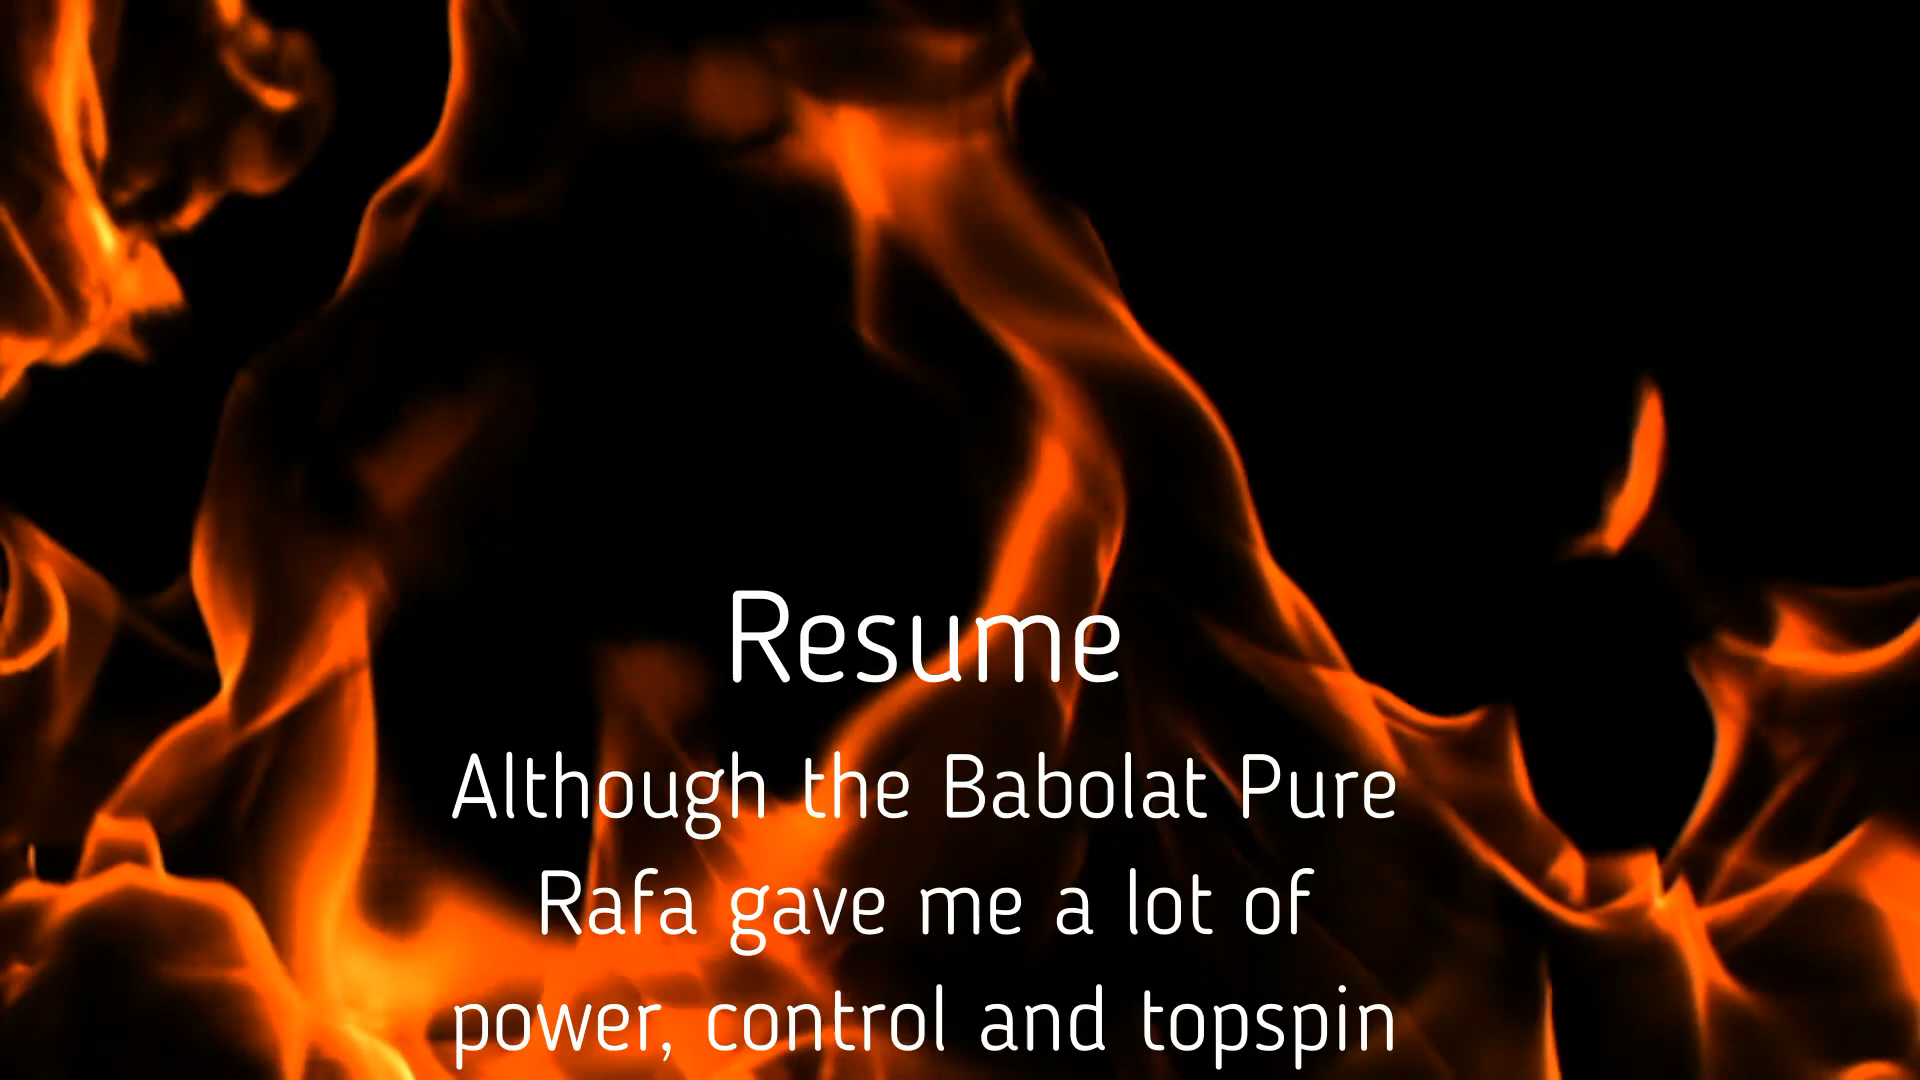 Resume
Although the Babolat Pure
Rafa gave me a lot of
power, control and topspin